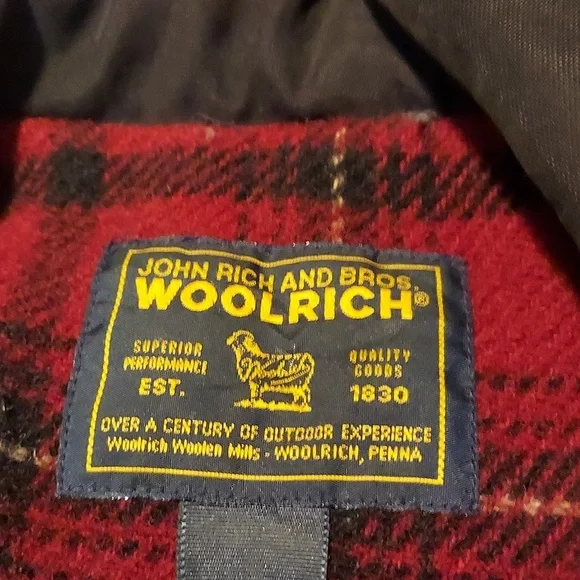 JOHN RICH AND BROS.
WOOLRICH®
SUPERIOR
PERFORMANCE
Woolrich
QUALITY
GOODS
EST.
1830
OVER A CENTURY OF OUTDOOR EXPERIENCE
Woolrich Woolen Mills - WOOLRICH, PENNA